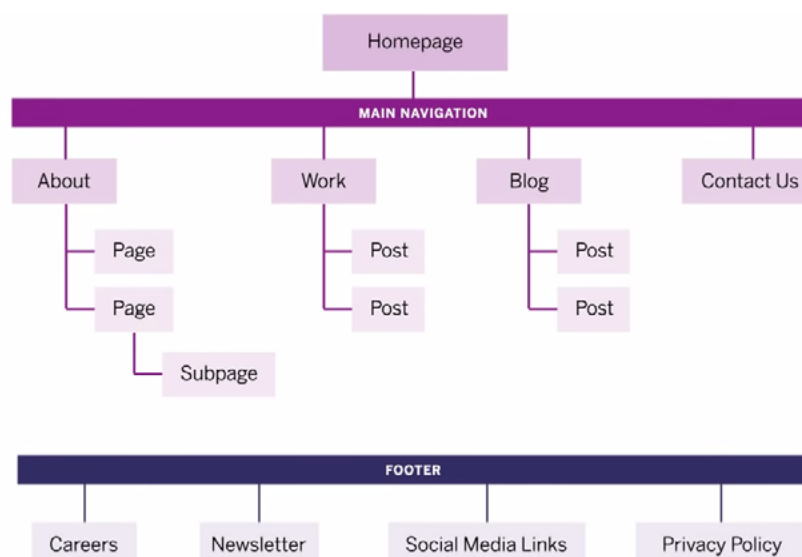 Homepage
MAIN NAVIGATION
About
Work
Blog
Contact Us
Page
Post
Post
Page
Post
Post
Subpage
FOOTER
Careers
Newsletter
Social Media Links
Privacy Policy